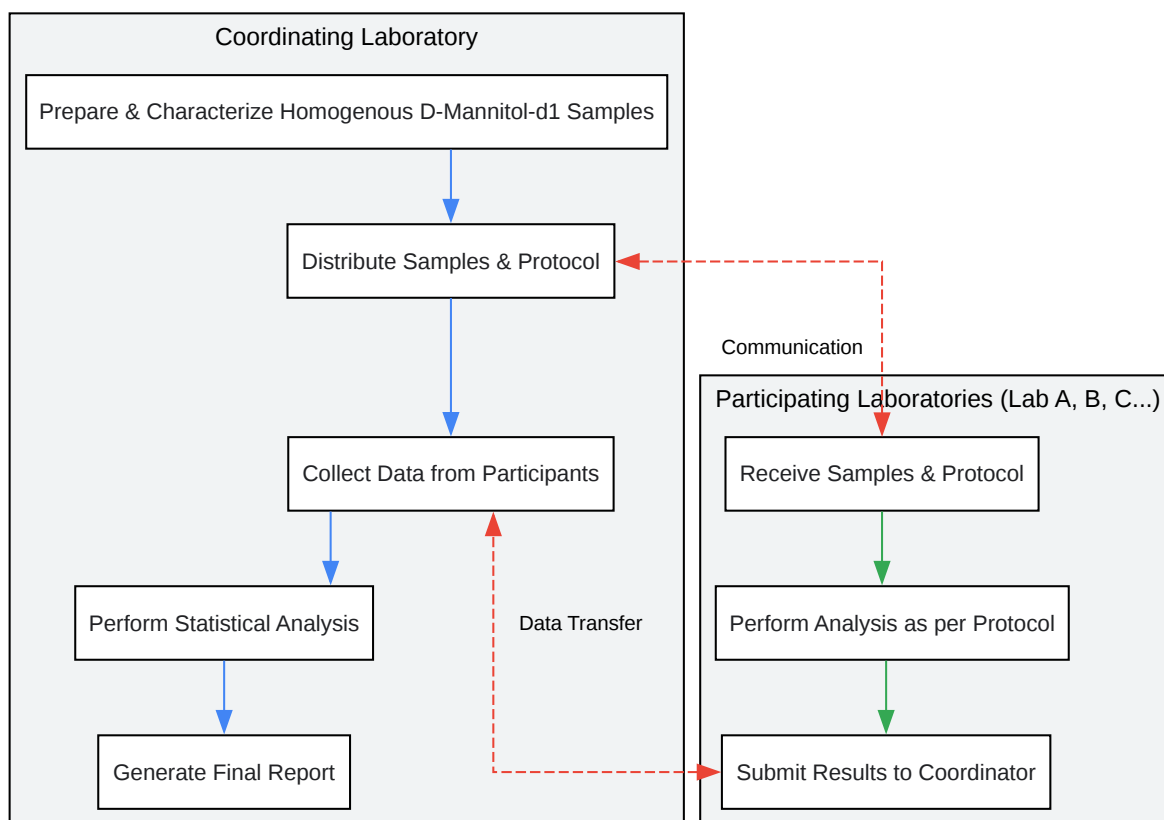 Coordinating Laboratory
Prepare & Characterize Homogenous D-Mannitol-d1 Samples
Distribute Samples & Protocol
Communication
Participating Laboratories (Lab A, B, C...)
Collect Data from Participants
Receive Samples & Protocol
Perform Statistical Analysis
Data Transfer
Perform Analysis as per Protocol
Generate Final Report
Submit Results to Coordinator